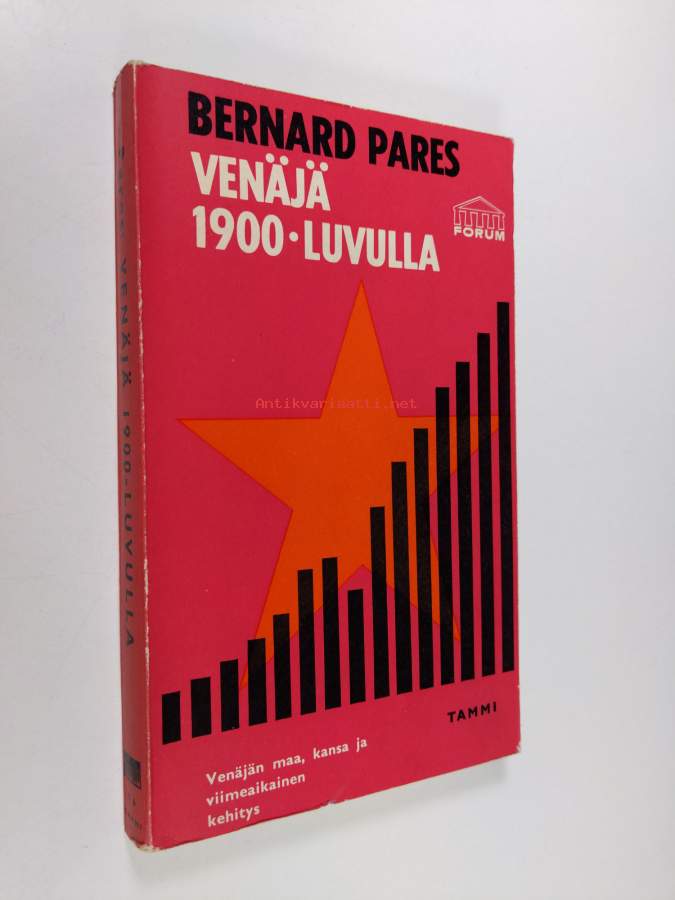 BERNARD PARES
VENÄJÄ
1900·LUVULLA
FORUM
Antikvariaatti.net
TAMMI
Venäjän maa, kansa ja
viimeaikainen
kehitys
VENÄJÄ 1900-LUVULLA